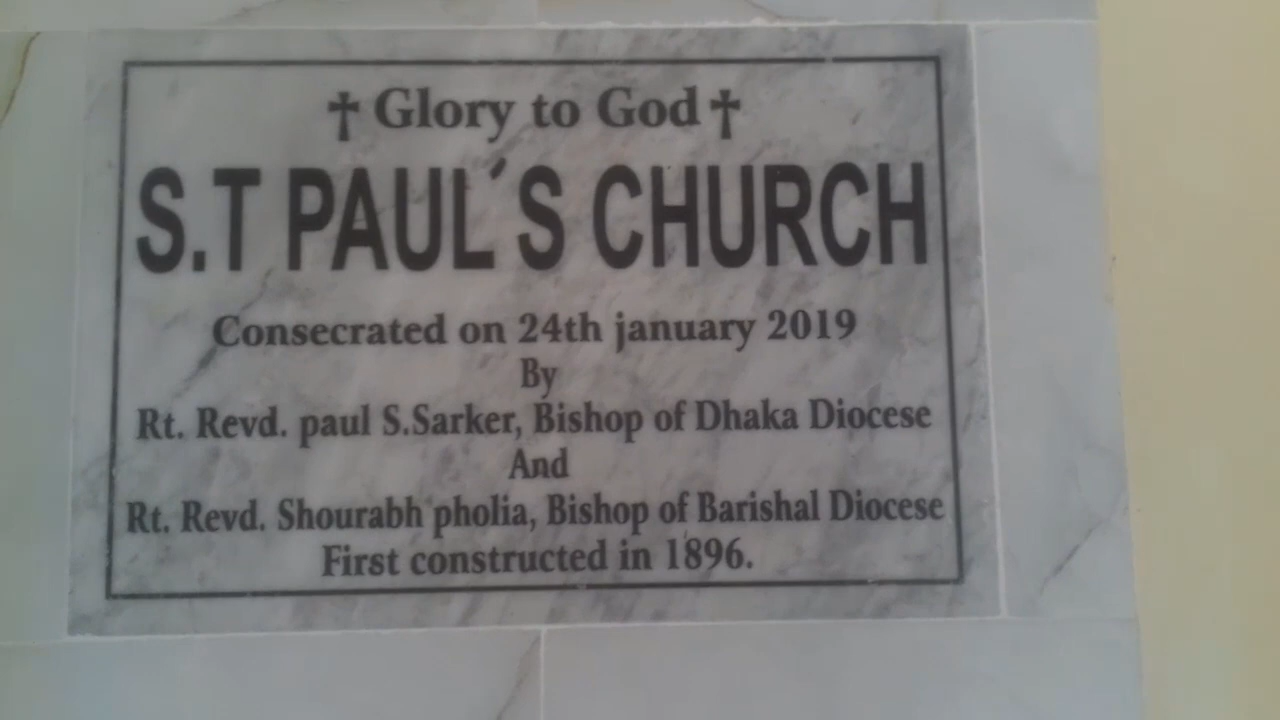 ✝ Glory to God ✝
S.T PAUL´S CHURCH
Consecrated on 24th january 2019
By
Rt. Revd. paul S.Sarker, Bishop of Dhaka Diocese
And
Rt. Revd. Shourabh pholia, Bishop of Barishal Diocese
First constructed in 1896.